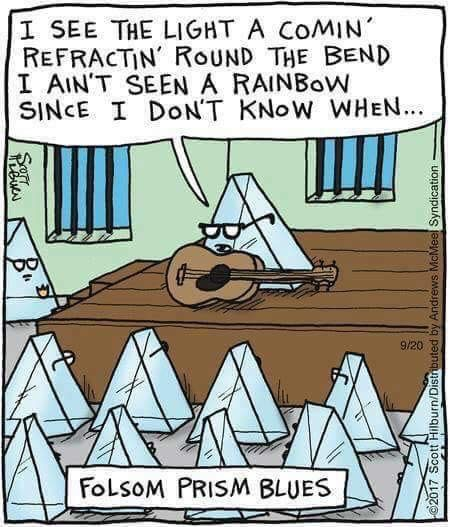 I SEE THE LIGHT A COMIN'
REFRACTIN' ROUND THE BEND
I AIN'T SEEN A RAINBOW
SINCE I DON'T KNOW WHEN...
SCOTT
HILBURN
9/20
©2017 Scott Hilburn/Distributed by Andrews McMeel Syndication
FOLSOM PRISM BLUES